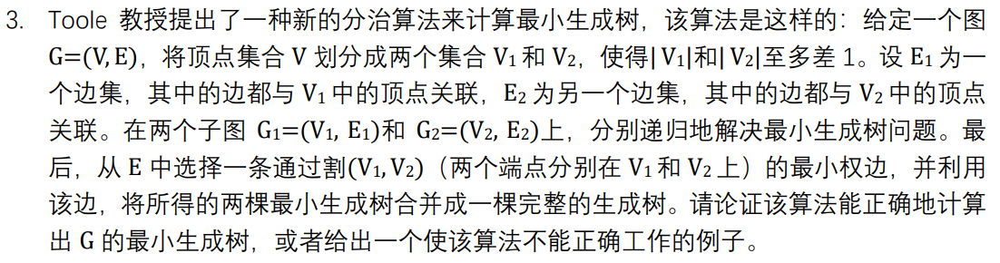 3. Toole 教授提出了一种新的分治算法来计算最小生成树，该算法是这样的：给定一个图
G=(V,E)，将顶点集合 V 划分成两个集合 V₁ 和 V₂，使得| V₁|和| V₂|至多差 1。设 E₁ 为一
个边集，其中的边都与 V₁ 中的顶点关联，E₂ 为另一个边集，其中的边都与 V₂ 中的顶点
关联。在两个子图 G₁=(V₁, E₁)和 G₂=(V₂, E₂)上，分别递归地解决最小生成树问题。最
后，从 E 中选择一条通过割(V₁,V₂)（两个端点分别在 V₁ 和 V₂ 上）的最小权边，并利用
该边，将所得的两棵最小生成树合并成一棵完整的生成树。请论证该算法能正确地计算
出 G 的最小生成树，或者给出一个使该算法不能正确工作的例子。